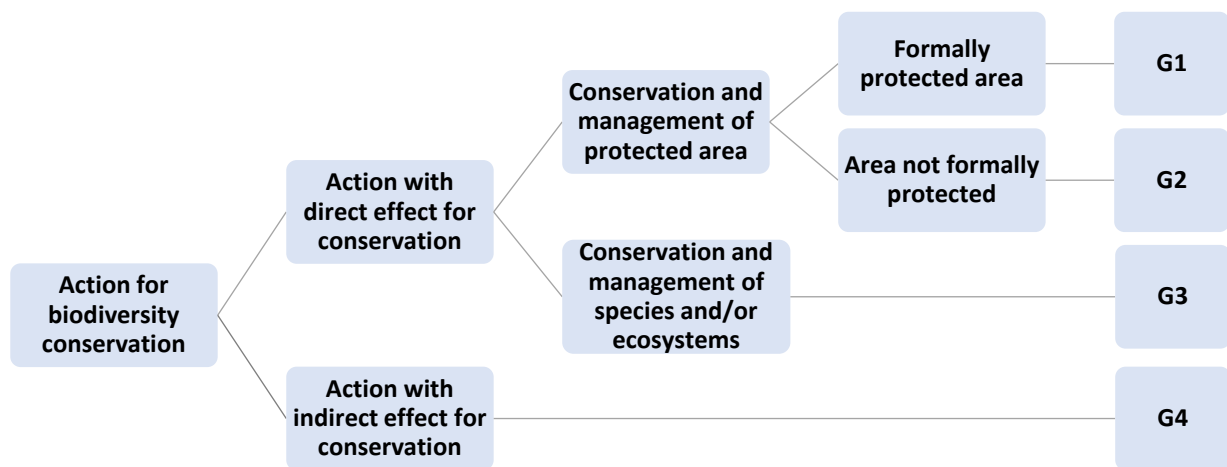 Action for
biodiversity
conservation
Action with
direct effect for
conservation
Conservation and
management of
protected area
Formally
protected area
G1
Area not formally
protected
G2
Conservation and
management of
species and/or
ecosystems
G3
Action with
indirect effect for
conservation
G4